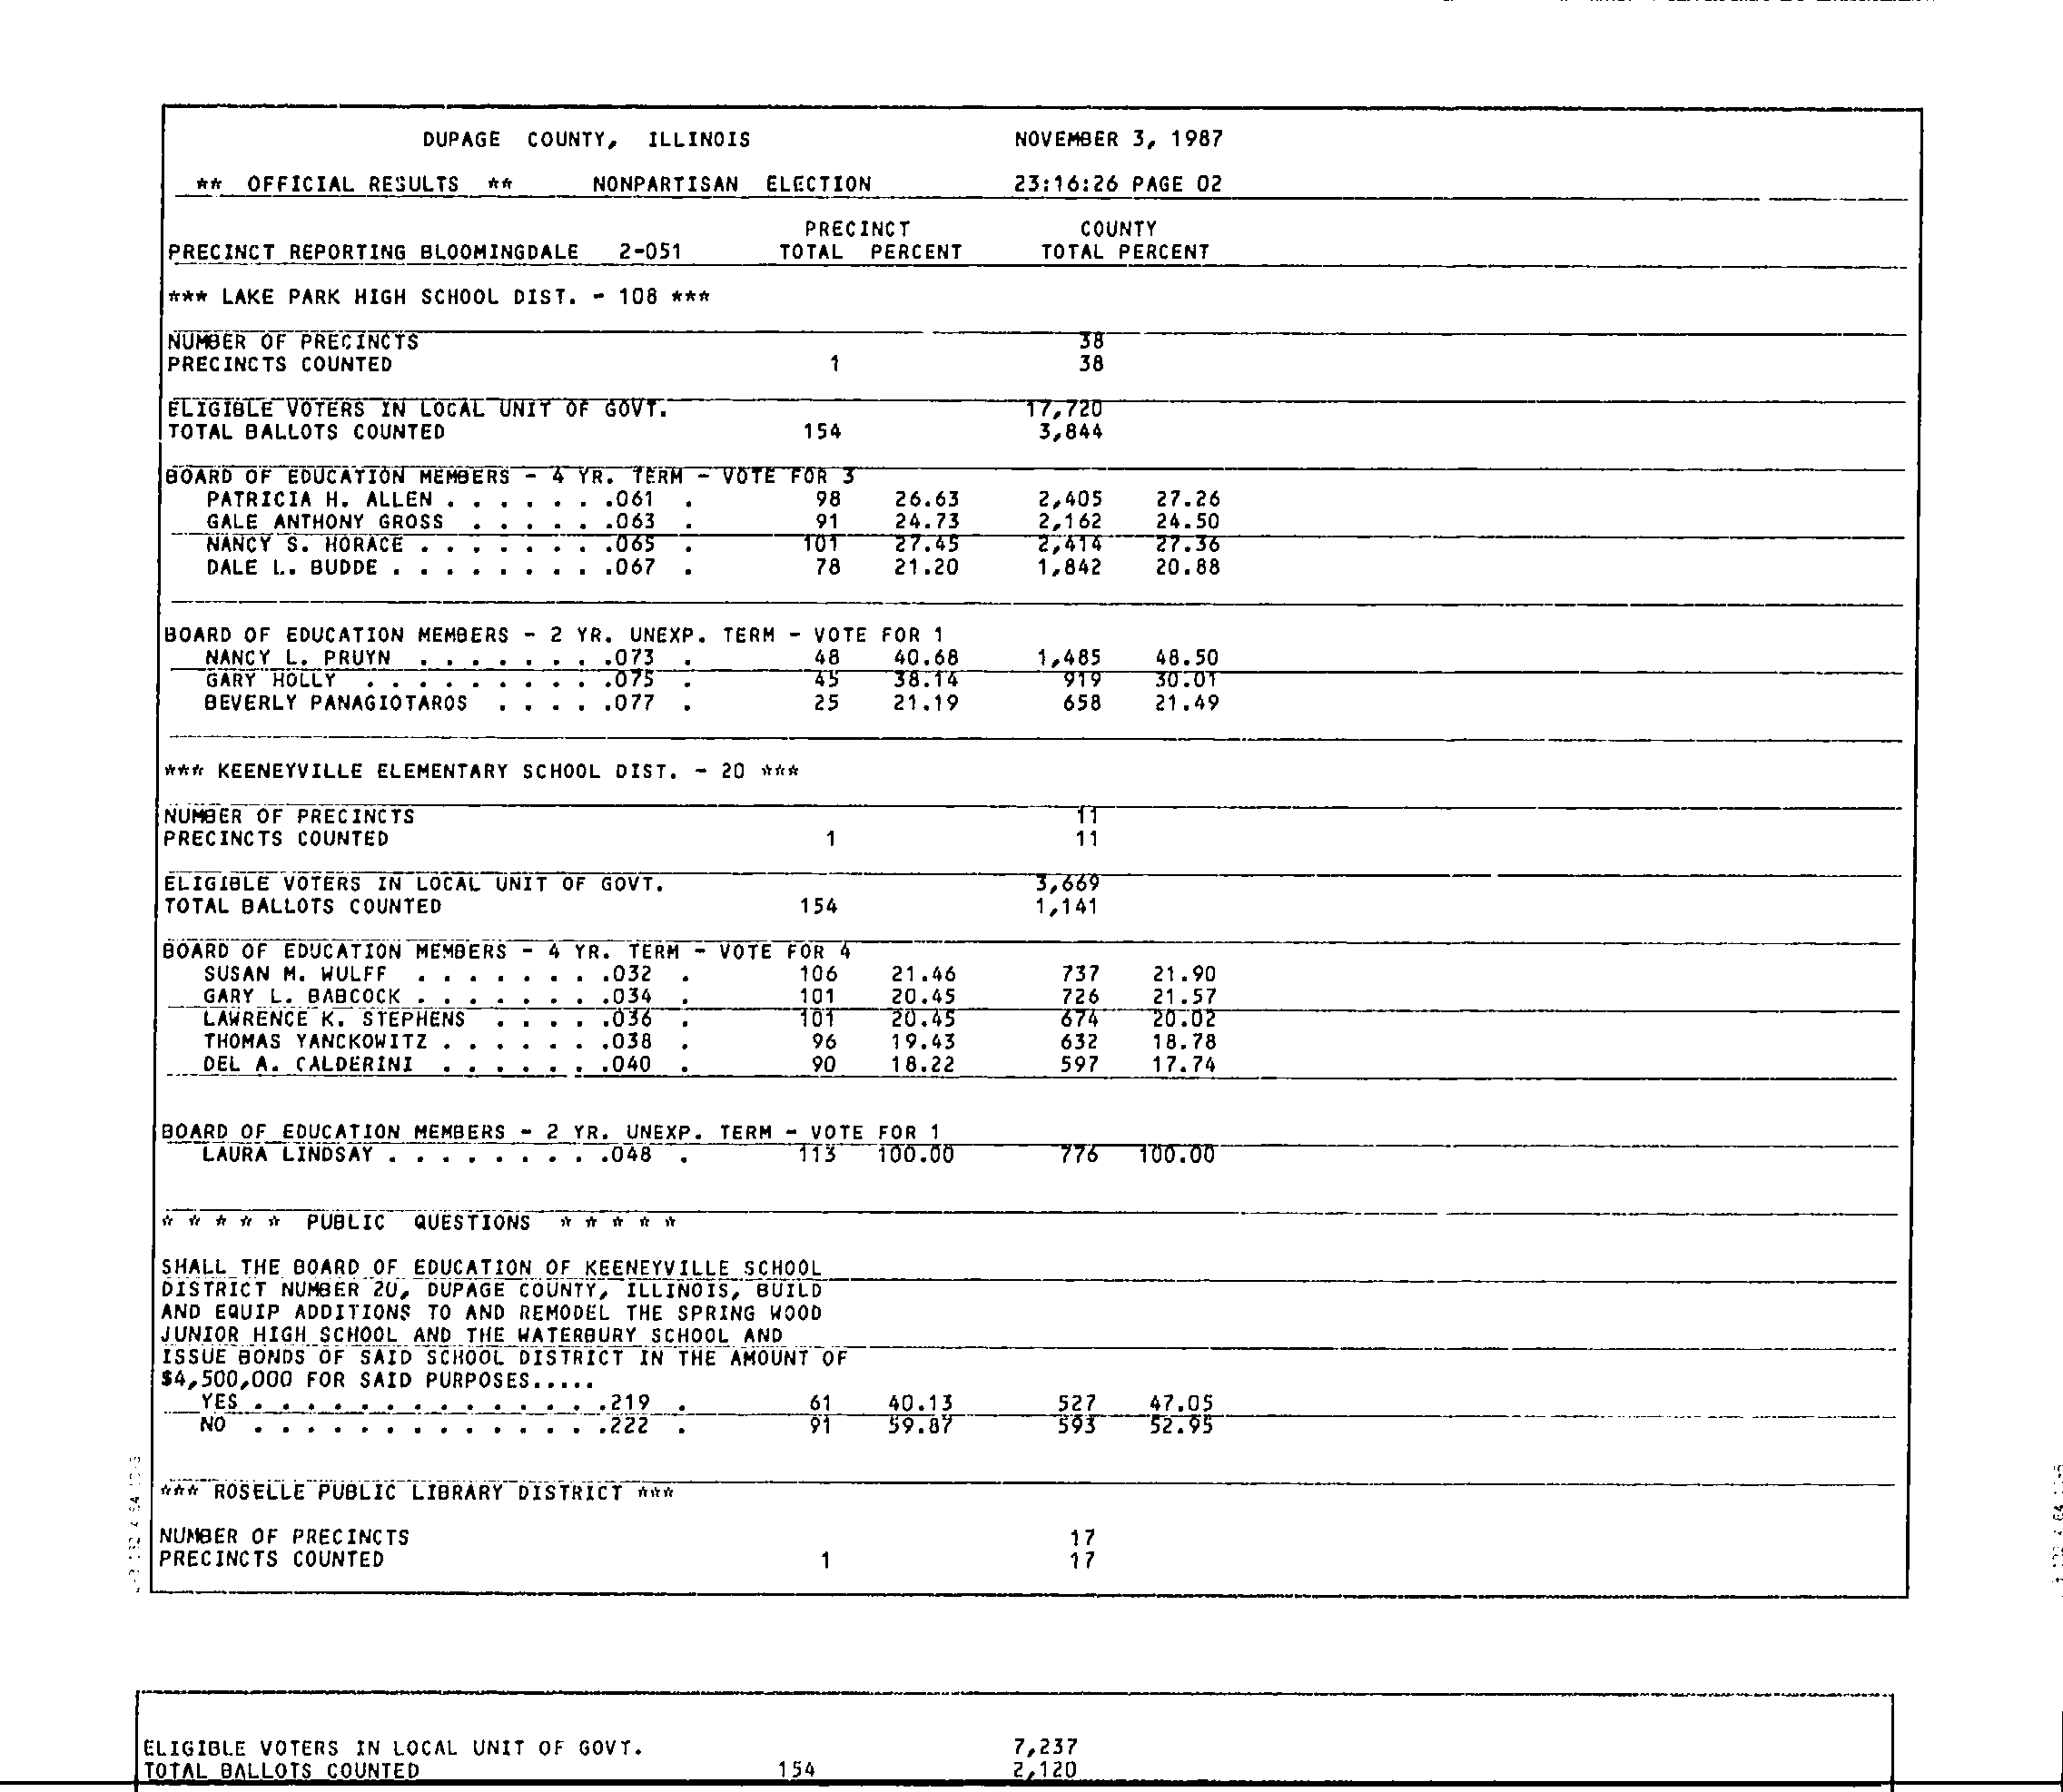 DUPAGE COUNTY, ILLINOIS NOVEMBER 3, 1987
** OFFICIAL RESULTS ** NONPARTISAN ELECTION 23:16:26 PAGE 02
PRECINCT COUNTY
PRECINCT REPORTING BLOOMINGDALE 2-051 TOTAL PERCENT TOTAL PERCENT
*** LAKE PARK HIGH SCHOOL DIST. - 108 ***
NUMBER OF PRECINCTS 38
PRECINCTS COUNTED 1 38
ELIGIBLE VOTERS IN LOCAL UNIT OF GOVT. 17,720
TOTAL BALLOTS COUNTED 154 3,844
BOARD OF EDUCATION MEMBERS - 4 YR. TERM - VOTE FOR 3
PATRICIA H. ALLEN . . . . . . .061 . 98 26.63 2,405 27.26
GALE ANTHONY GROSS . . . . . .063 . 91 24.73 2,162 24.50
NANCY S. HORACE . . . . . . . .065 . 101 27.45 2,414 27.36
DALE L. BUDDE . . . . . . . . .067 . 78 21.20 1,842 20.88
BOARD OF EDUCATION MEMBERS - 2 YR. UNEXP. TERM - VOTE FOR 1
NANCY L. PRUYN . . . . . . . .073 . 48 40.68 1,485 48.50
GARY HOLLY . . . . . . . . . .075 . 45 38.14 919 30.01
BEVERLY PANAGIOTAROS . . . . .077 . 25 21.19 658 21.49
*** KEENEYVILLE ELEMENTARY SCHOOL DIST. - 20 ***
NUMBER OF PRECINCTS 11
PRECINCTS COUNTED 1 11
ELIGIBLE VOTERS IN LOCAL UNIT OF GOVT. 3,669
TOTAL BALLOTS COUNTED 154 1,141
BOARD OF EDUCATION MEMBERS - 4 YR. TERM - VOTE FOR 4
SUSAN M. WULFF . . . . . . . .032 . 106 21.46 737 21.90
GARY L. BABCOCK . . . . . . . .034 . 101 20.45 726 21.57
LAWRENCE K. STEPHENS . . . . .036 . 101 20.45 674 20.02
THOMAS YANCKOWITZ . . . . . . .038 . 96 19.43 632 18.78
DEL A. CALDERINI . . . . . . .040 . 90 18.22 597 17.74
BOARD OF EDUCATION MEMBERS - 2 YR. UNEXP. TERM - VOTE FOR 1
LAURA LINDSAY . . . . . . . . .048 . 113 100.00 776 100.00
* * * * * PUBLIC QUESTIONS * * * * *
SHALL THE BOARD OF EDUCATION OF KEENEYVILLE SCHOOL
DISTRICT NUMBER 20, DUPAGE COUNTY, ILLINOIS, BUILD
AND EQUIP ADDITIONS TO AND REMODEL THE SPRING WOOD
JUNIOR HIGH SCHOOL AND THE WATERBURY SCHOOL AND
ISSUE BONDS OF SAID SCHOOL DISTRICT IN THE AMOUNT OF
$4,500,000 FOR SAID PURPOSES.....
YES . . . . . . . . . . . . . .219 . 61 40.13 527 47.05
NO . . . . . . . . . . . . . .222 . 91 59.87 593 52.95
*** ROSELLE PUBLIC LIBRARY DISTRICT ***
NUMBER OF PRECINCTS 17
PRECINCTS COUNTED 1 17
ELIGIBLE VOTERS IN LOCAL UNIT OF GOVT. 7,237
TOTAL BALLOTS COUNTED 154 2,120